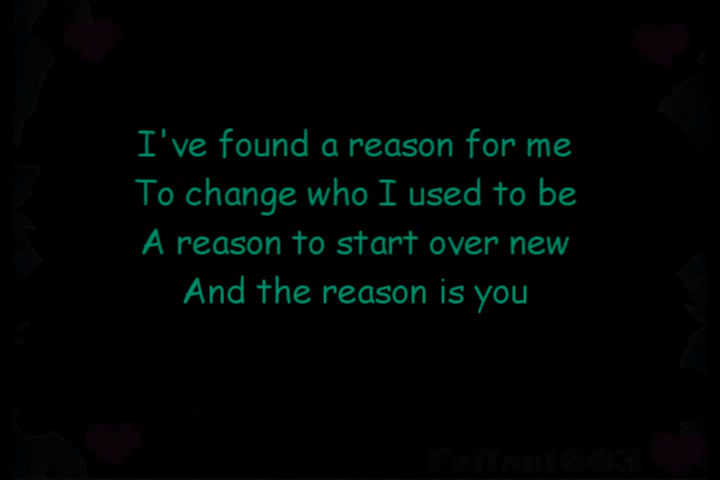 I've found a reason for me
To change who I used to be
A reason to start over new
And the reason is you